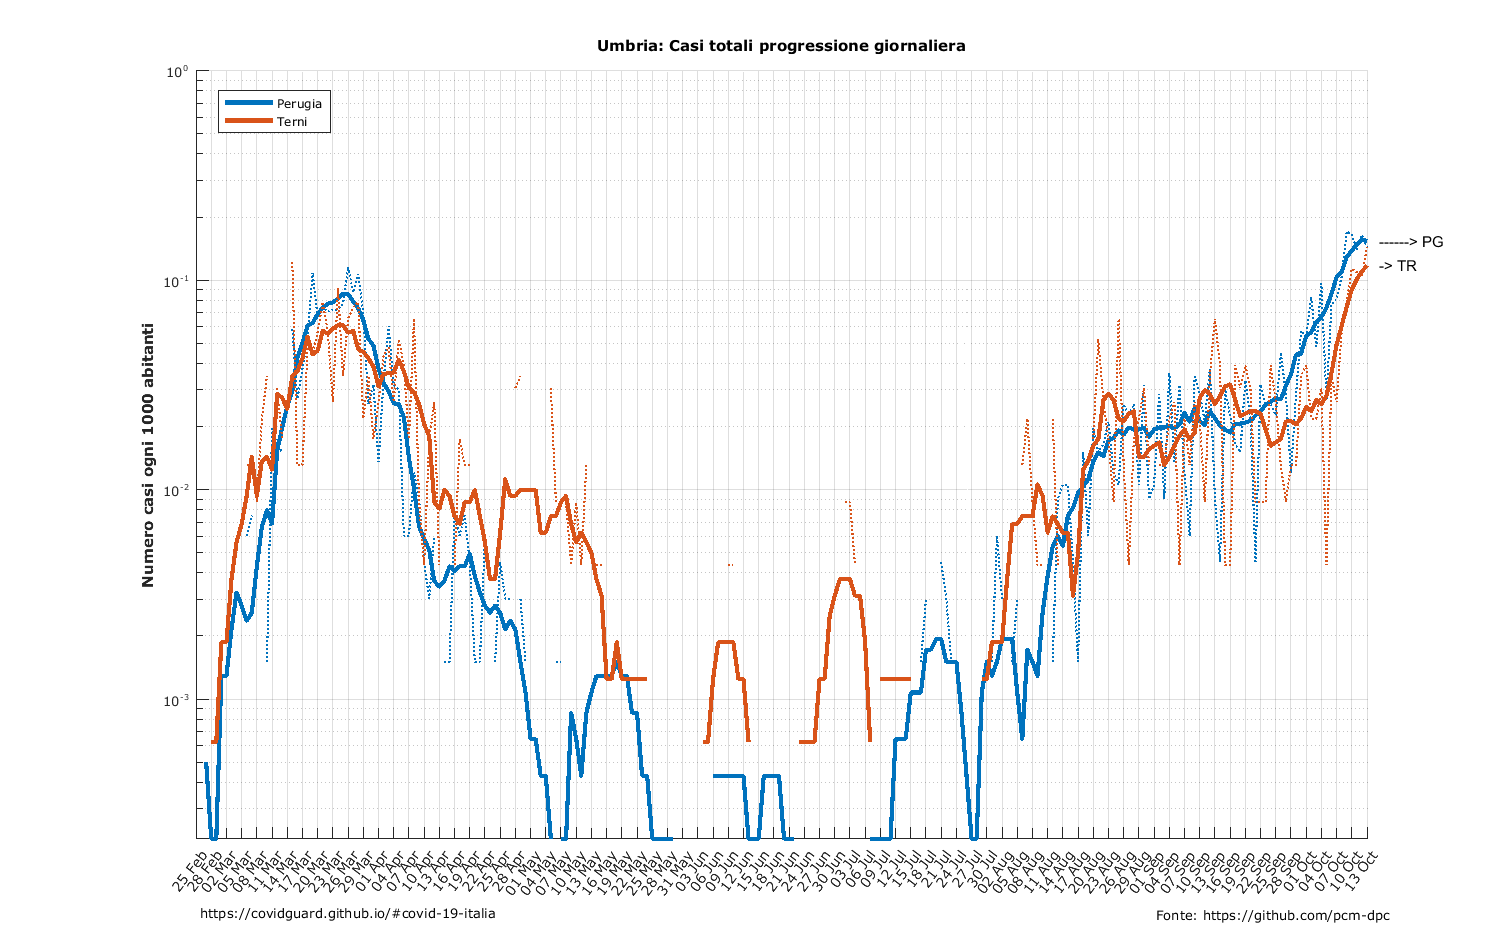 Umbria: Casi totali progressione giornaliera
Numero casi ogni 1000 abitanti
10^0
10^-1
10^-2
10^-3
Perugia
Terni
------> PG
-> TR
25 Feb
28 Feb
02 Mar
05 Mar
08 Mar
11 Mar
14 Mar
17 Mar
20 Mar
23 Mar
26 Mar
29 Mar
01 Apr
04 Apr
07 Apr
10 Apr
13 Apr
16 Apr
19 Apr
22 Apr
25 Apr
28 Apr
01 May
04 May
07 May
10 May
13 May
16 May
19 May
22 May
25 May
28 May
31 May
03 Jun
06 Jun
09 Jun
12 Jun
15 Jun
18 Jun
21 Jun
24 Jun
27 Jun
30 Jun
03 Jul
06 Jul
09 Jul
12 Jul
15 Jul
18 Jul
21 Jul
24 Jul
27 Jul
30 Jul
02 Aug
05 Aug
08 Aug
11 Aug
14 Aug
17 Aug
20 Aug
23 Aug
26 Aug
29 Aug
01 Sep
04 Sep
07 Sep
10 Sep
13 Sep
16 Sep
19 Sep
22 Sep
25 Sep
28 Sep
01 Oct
04 Oct
07 Oct
10 Oct
13 Oct
https://covidguard.github.io/#covid-19-italia
Fonte: https://github.com/pcm-dpc